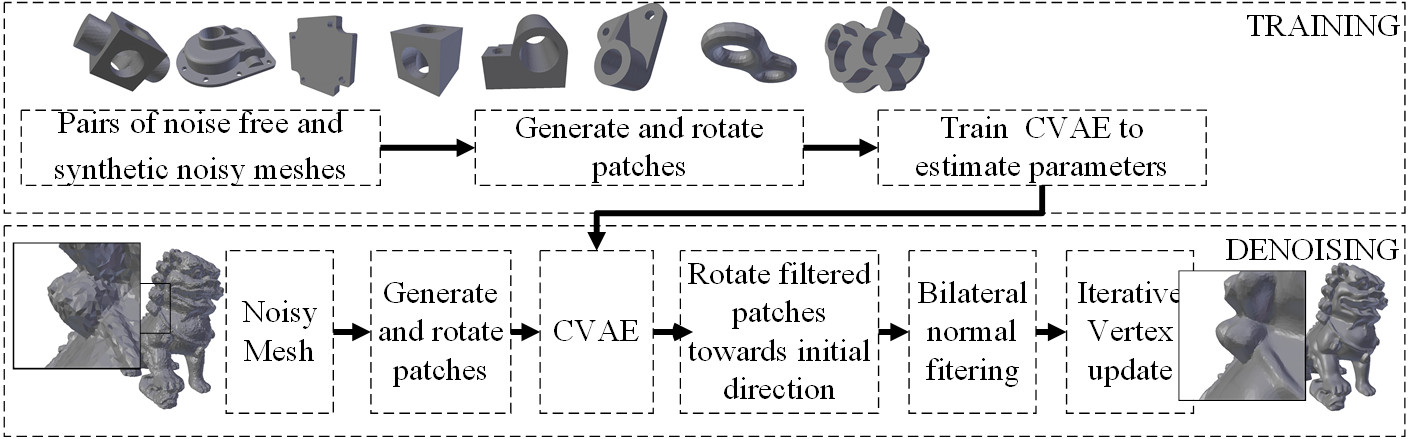 TRAINING
Pairs of noise free and
synthetic noisy meshes
Generate and rotate
patches
Train CVAE to
estimate parameters
DENOISING
Noisy
Mesh
Generate
and rotate
patches
CVAE
Rotate filtered
patches
towards initial
direction
Bilateral
normal
fitering
Iterative
Vertex
update